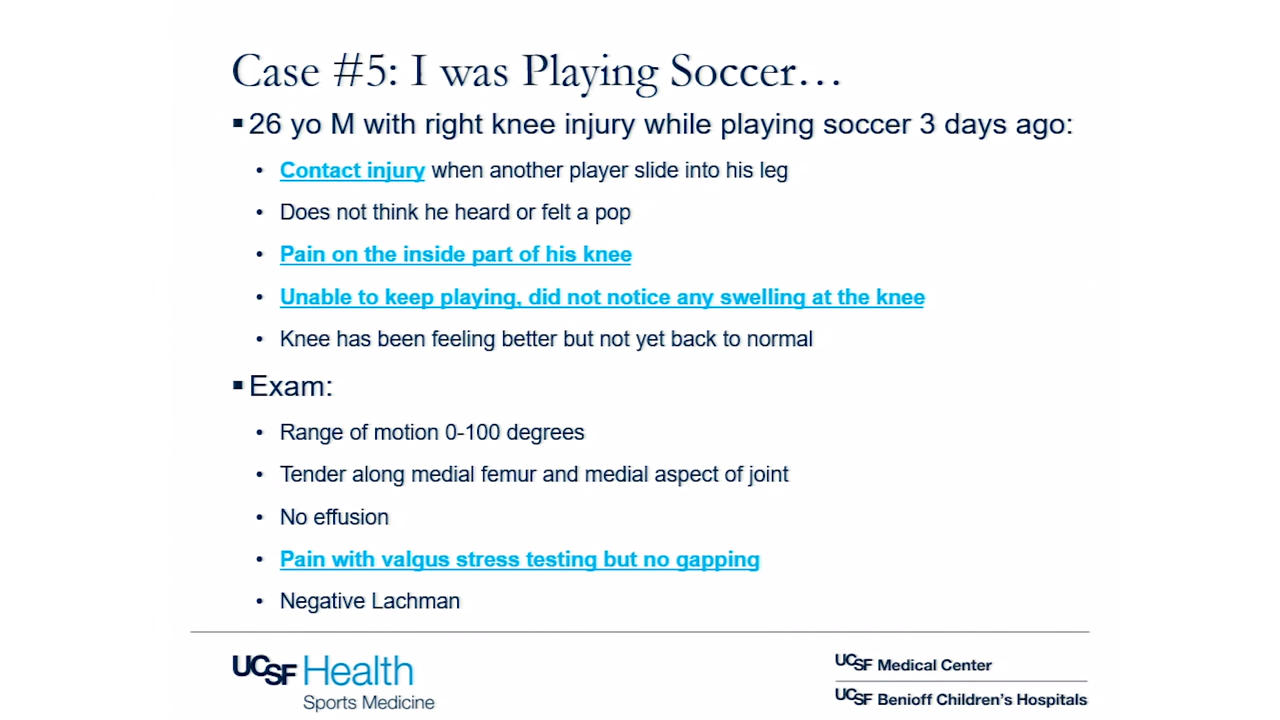 Case #5: I was Playing Soccer…
▪ 26 yo M with right knee injury while playing soccer 3 days ago:
• Contact injury when another player slide into his leg
• Does not think he heard or felt a pop
• Pain on the inside part of his knee
• Unable to keep playing, did not notice any swelling at the knee
• Knee has been feeling better but not yet back to normal
▪ Exam:
• Range of motion 0-100 degrees
• Tender along medial femur and medial aspect of joint
• No effusion
• Pain with valgus stress testing but no gapping
• Negative Lachman
UCSF Health
Sports Medicine
UCSF Medical Center
UCSF Benioff Children's Hospitals